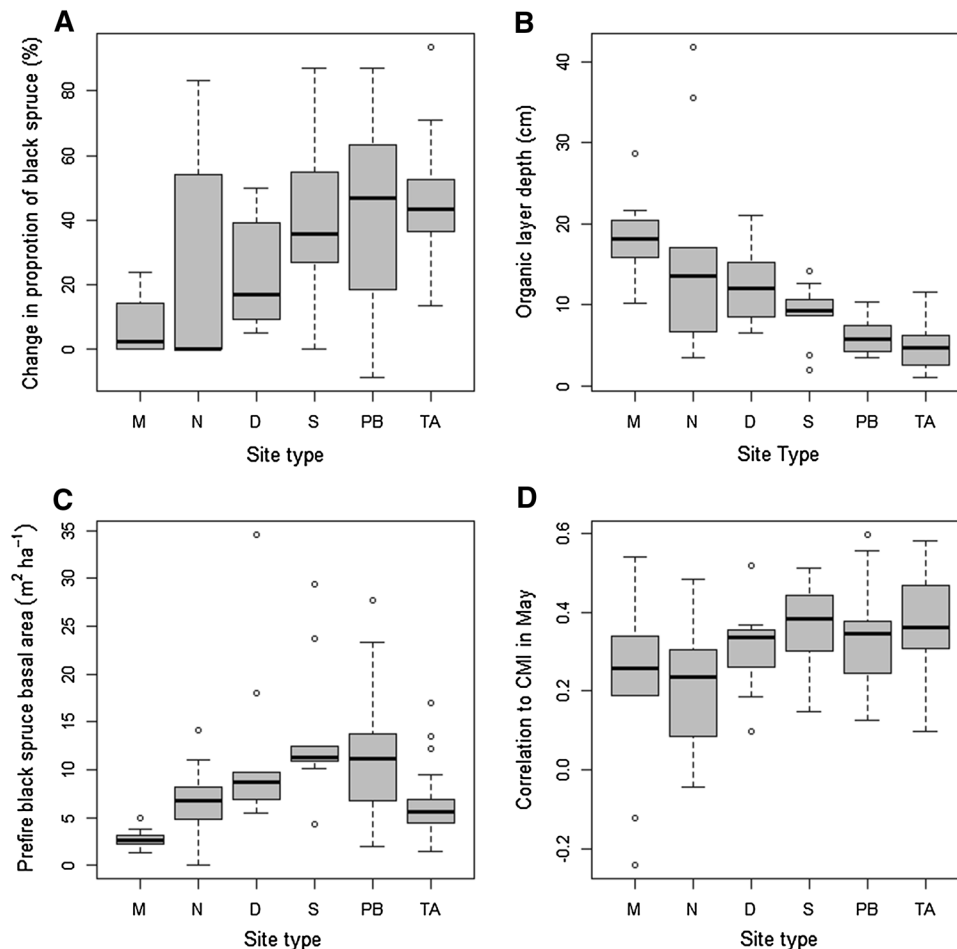 A
Change in proprotion of black spruce (%)
80
60
40
20
0
M N D S PB TA
Site type
B
Organic layer depth (cm)
40
30
20
10
0
M N D S PB TA
Site Type
C
Prefire black spruce basal area (m² ha⁻¹)
35
30
25
20
15
10
5
0
M N D S PB TA
Site type
D
Correlation to CMI in May
0.6
0.4
0.2
0.0
-0.2
M N D S PB TA
Site type